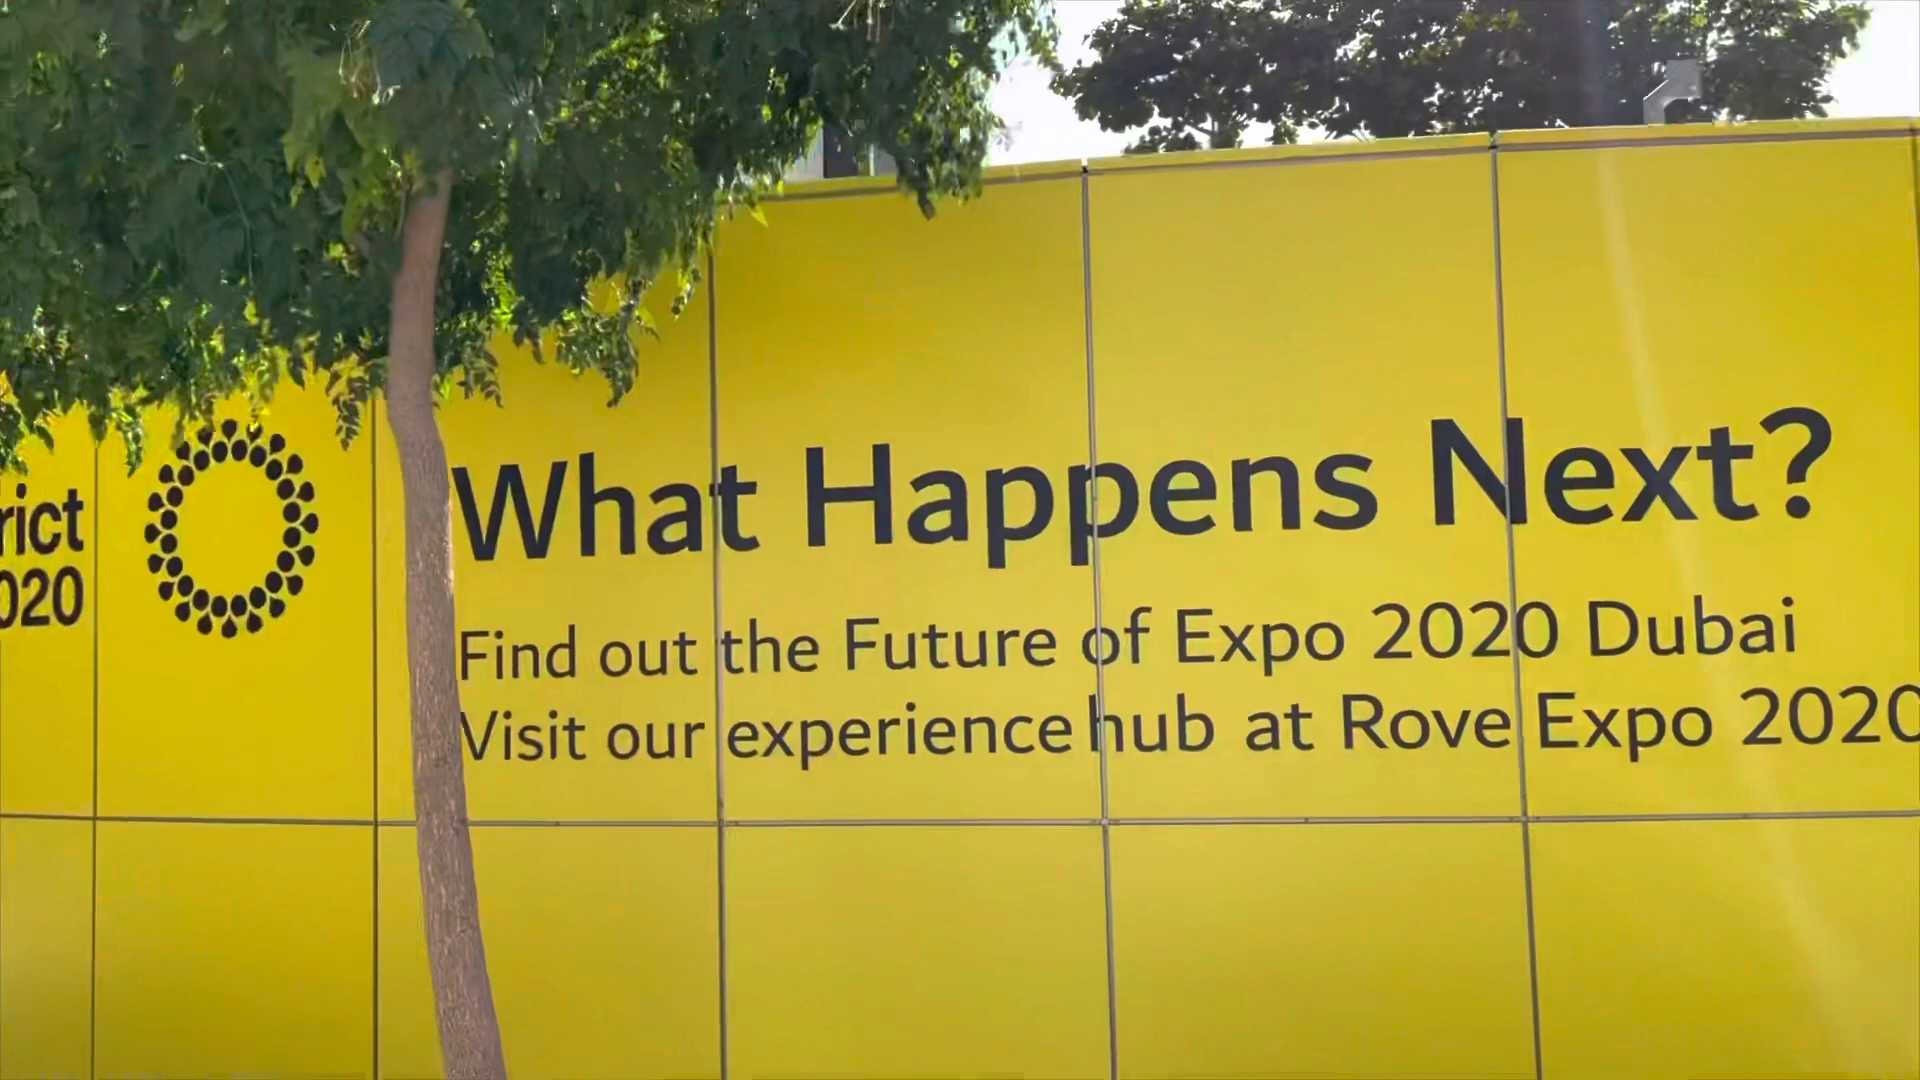 What Happens Next?
Find out the Future of Expo 2020 Dubai
Visit our experience hub at Rove Expo 2020
rict
020